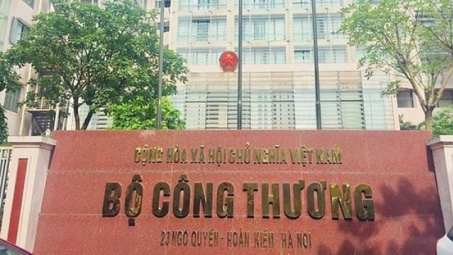 CỘNG HÒA XÃ HỘI CHỦ NGHĨA VIỆT NAM
BỘ CÔNG THƯƠNG
23 NGÔ QUYỀN - HOÀN KIẾM HÀ NỘI